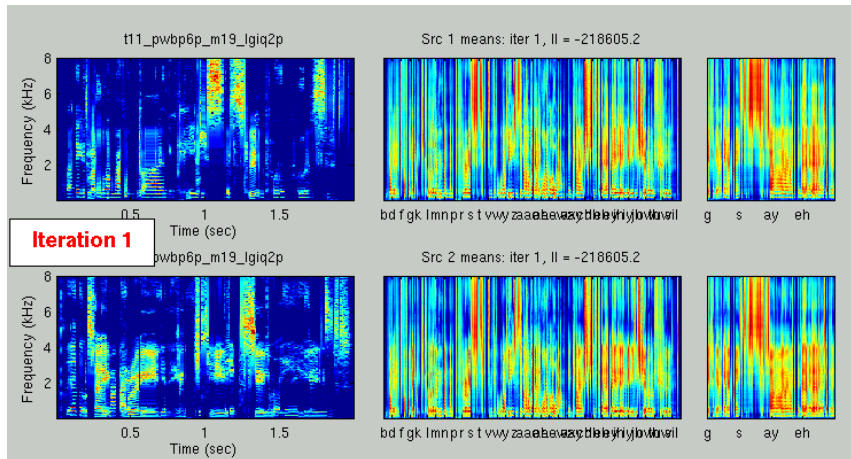 t11_pwbp6p_m19_lgiq2p
Src 1 means: iter 1, ll = -218605.2
Frequency (kHz)
8
6
4
2
0.5
1
1.5
Time (sec)
g s ay eh
Iteration 1
pwbp6p_m19_lgiq2p
Src 2 means: iter 1, ll = -218605.2
Frequency (kHz)
8
6
4
2
0.5
1
1.5
Time (sec)
g s ay eh